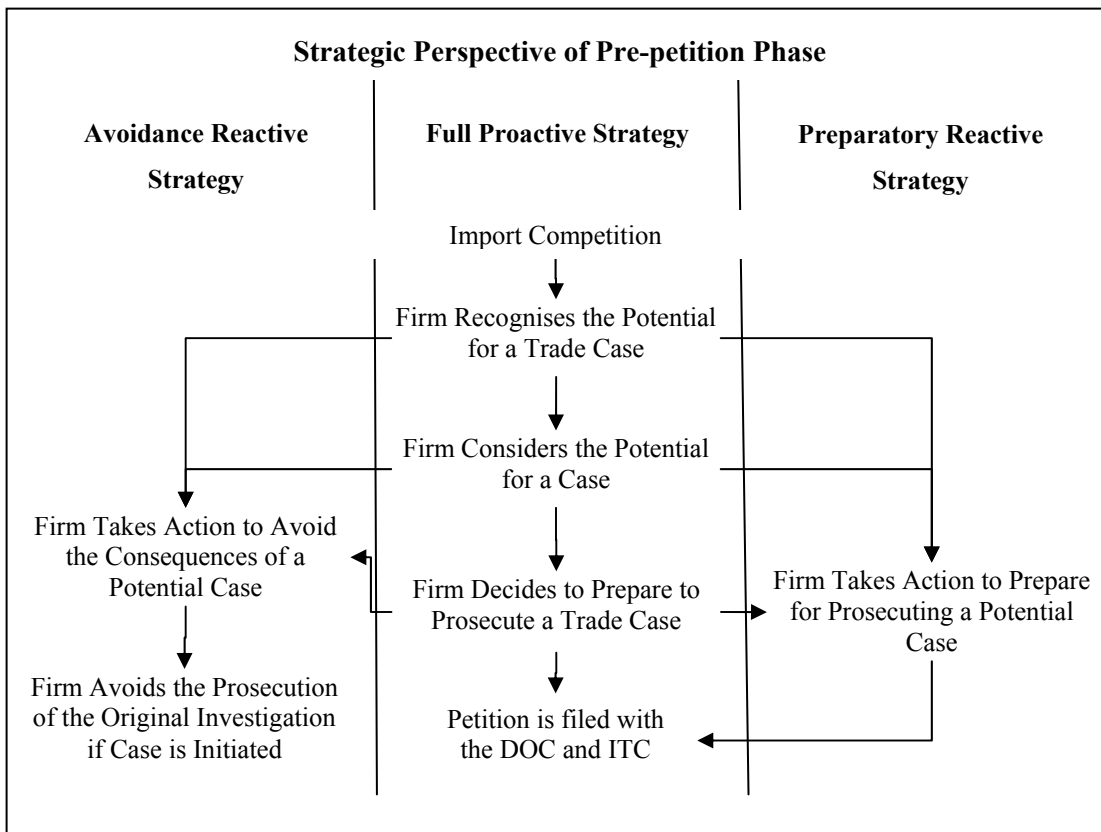 Strategic Perspective of Pre-petition Phase
Avoidance Reactive
Strategy
Full Proactive Strategy
Preparatory Reactive
Strategy
Import Competition
Firm Recognises the Potential
for a Trade Case
Firm Considers the Potential
for a Case
Firm Takes Action to Avoid
the Consequences of a
Potential Case
Firm Decides to Prepare to
Prosecute a Trade Case
Firm Takes Action to Prepare
for Prosecuting a Potential
Case
Firm Avoids the Prosecution
of the Original Investigation
if Case is Initiated
Petition is filed with
the DOC and ITC